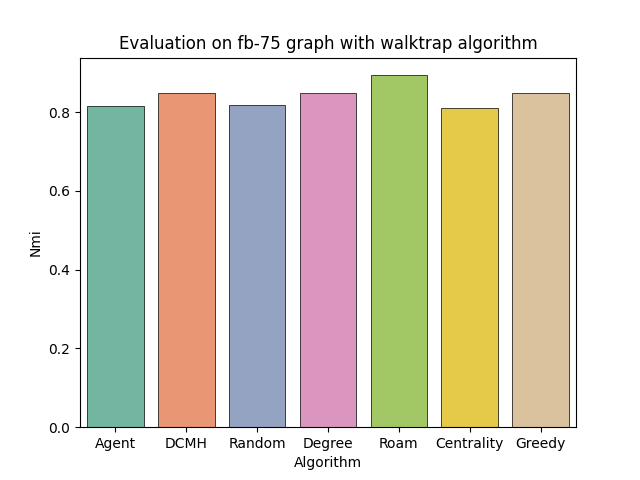 Evaluation on fb-75 graph with walktrap algorithm
0.8
0.6
0.4
0.2
0.0
Nmi
Agent DCMH Random Degree Roam Centrality Greedy
Algorithm